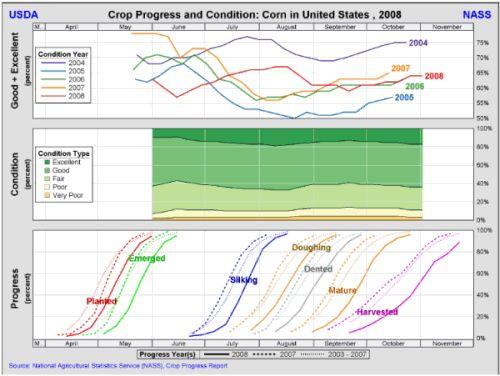 USDA Crop Progress and Condition: Corn in United States , 2008 NASS
M... April May June July August September October November
Good + Excellent
(percent)
Condition Year
2004
2005
2006
2007
2008
2004
2007
2008
2006
2005
75%
70%
65%
60%
55%
50%
Condition
(percent)
Condition Type
Excellent
Good
Fair
Poor
Very Poor
100%
80%
60%
40%
20%
0%
Progress
(percent)
Planted
Emerged
Silking
Doughing
Dented
Mature
Harvested
100%
80%
60%
40%
20%
0%
M... April May June July August September October November
Progress Year(s) 2008 2007 2003 - 2007
Source: National Agricultural Statistics Service (NASS), Crop Progress Report